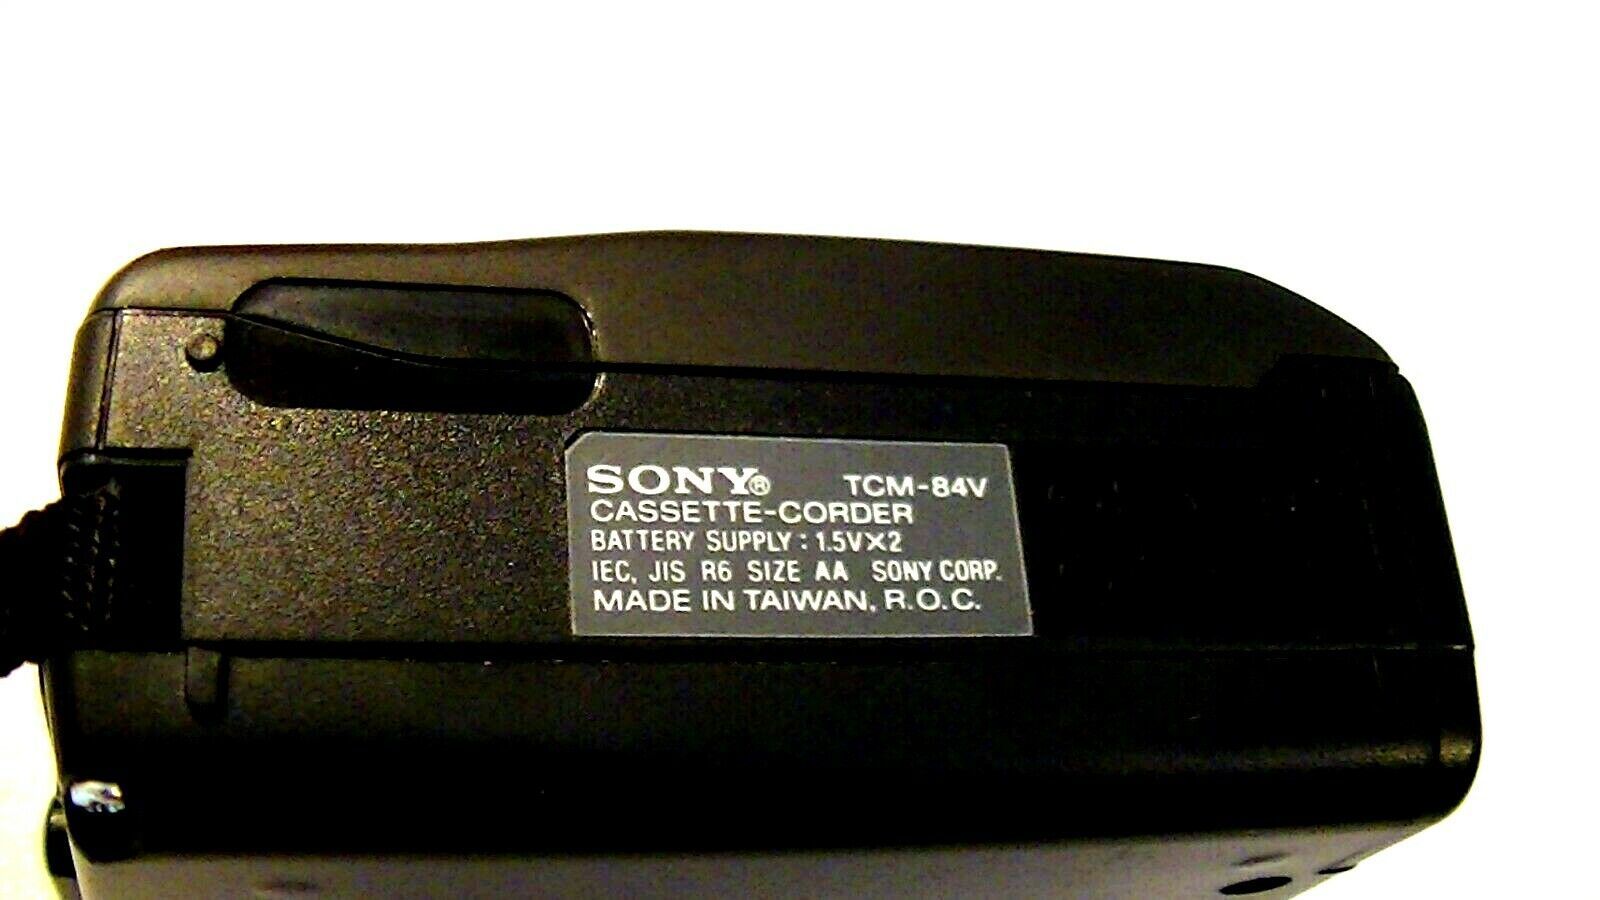 SONY® TCM-84V
CASSETTE-CORDER
BATTERY SUPPLY : 1.5V×2
IEC, JIS R6 SIZE AA SONY CORP.
MADE IN TAIWAN, R.O.C.